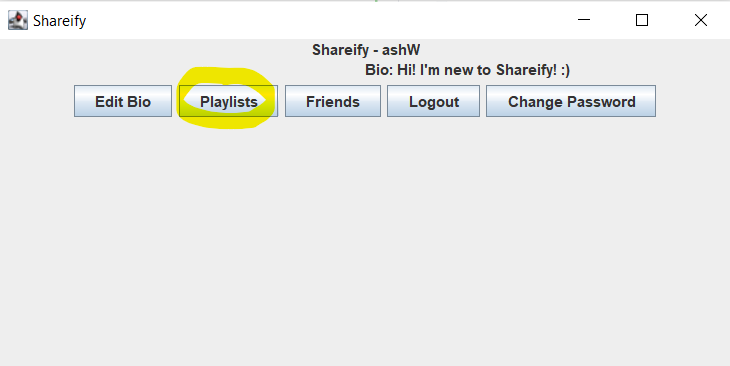 Shareify
Shareify - ashW
Bio: Hi! I'm new to Shareify! :)
Edit Bio Playlists Friends Logout Change Password